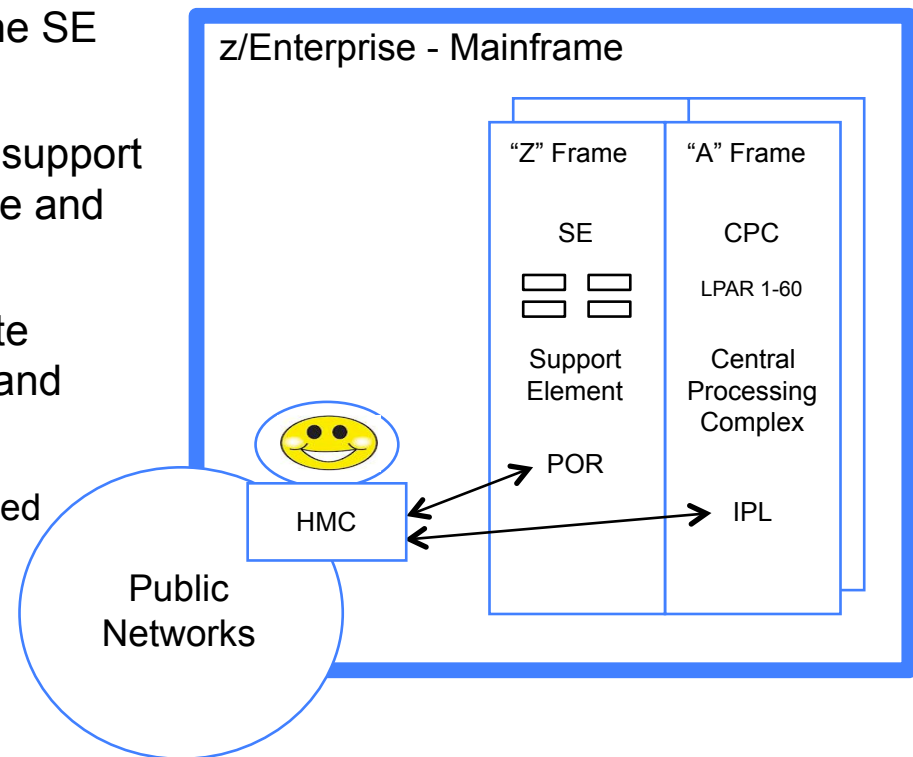 ne SE
support
e and
te
and
ed
z/Enterprise - Mainframe
“Z” Frame
SE
Support
Element
POR
“A” Frame
CPC
LPAR 1-60
Central
Processing
Complex
IPL
HMC
Public
Networks